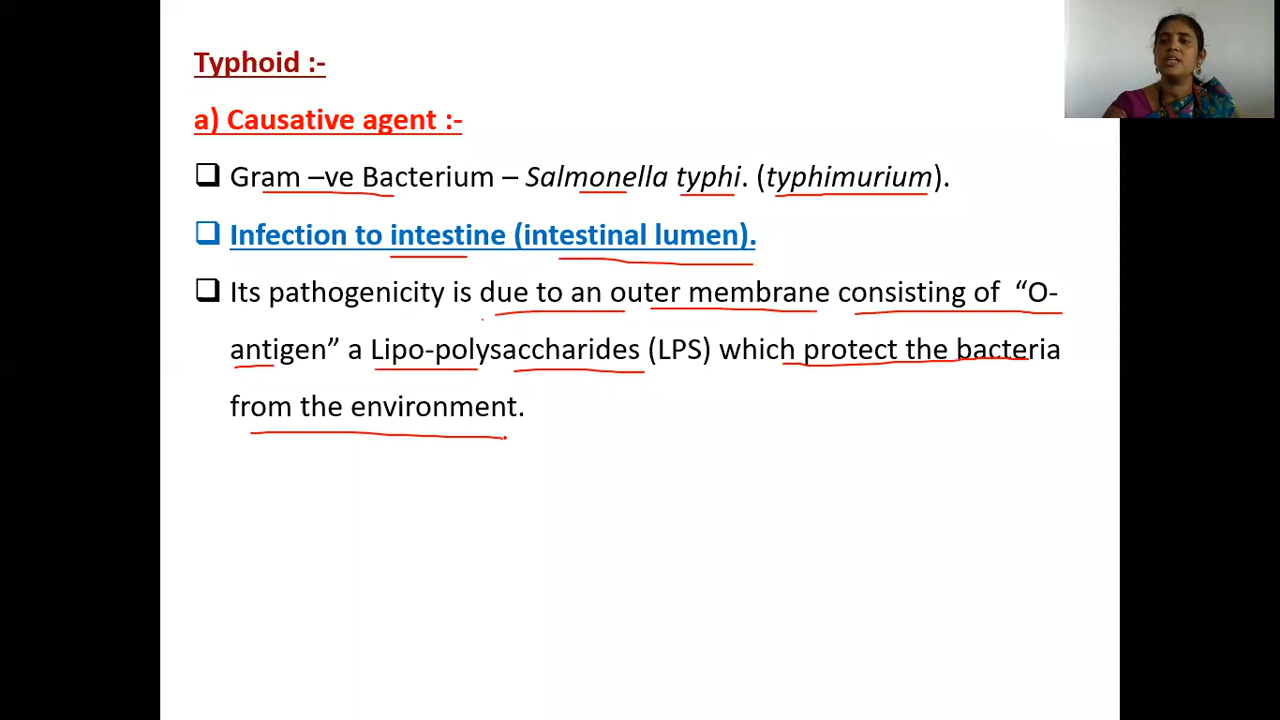 Typhoid :-
a) Causative agent :-
❑ Gram –ve Bacterium – Salmonella typhi. (typhimurium).
❑ Infection to intestine (intestinal lumen).
❑ Its pathogenicity is due to an outer membrane consisting of “O-
antigen” a Lipo-polysaccharides (LPS) which protect the bacteria
from the environment.